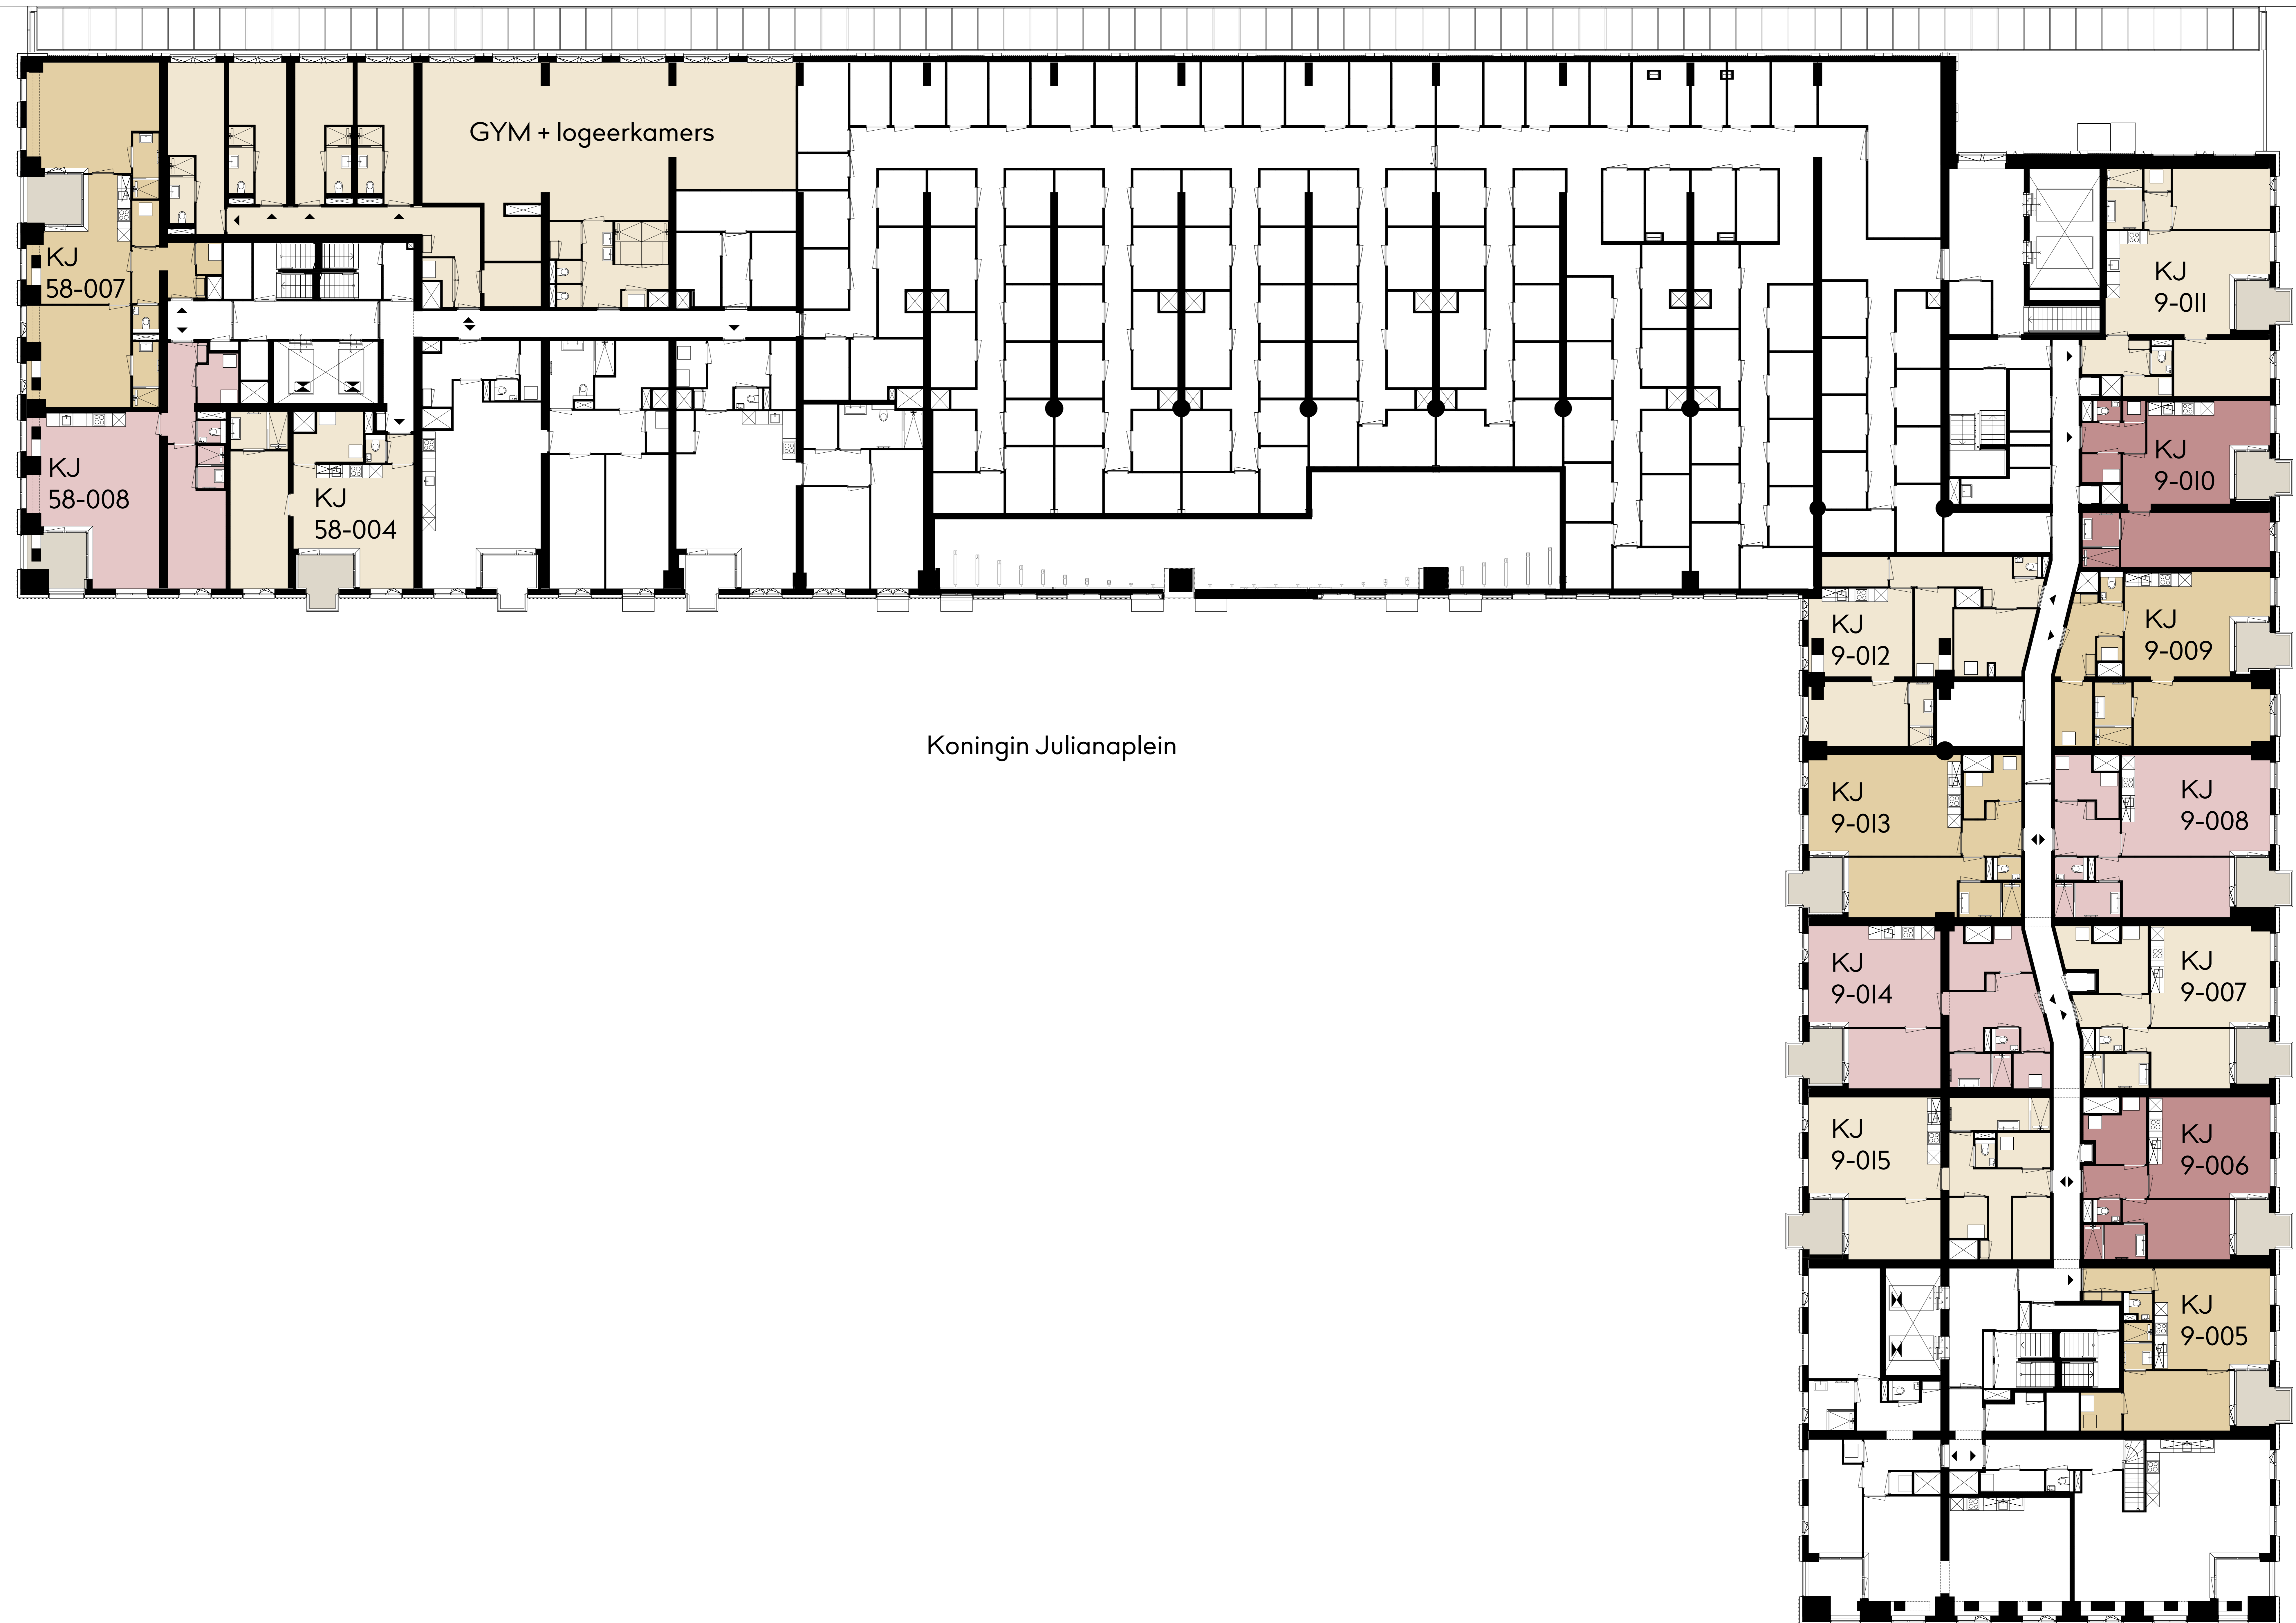 GYM + logeerkamers
KJ
58-007
KJ
58-008
KJ
58-004
KJ
9-011
KJ
9-010
KJ
9-012
KJ
9-009
Koningin Julianaplein
KJ
9-013
KJ
9-008
KJ
9-014
KJ
9-007
KJ
9-015
KJ
9-006
KJ
9-005